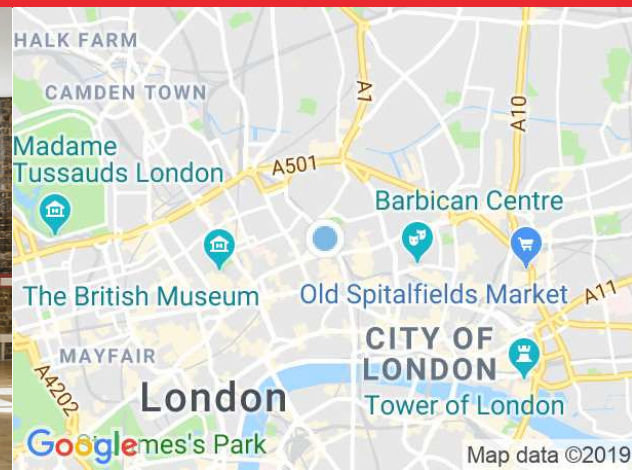 HALK FARM
CAMDEN TOWN
A1
A10
Madame
Tussauds London
A501
Barbican Centre
The British Museum
Old Spitalfields Market
A11
MAYFAIR
CITY OF
LONDON
A4202
London
Tower of London
Google
ames's Park
Map data ©2019